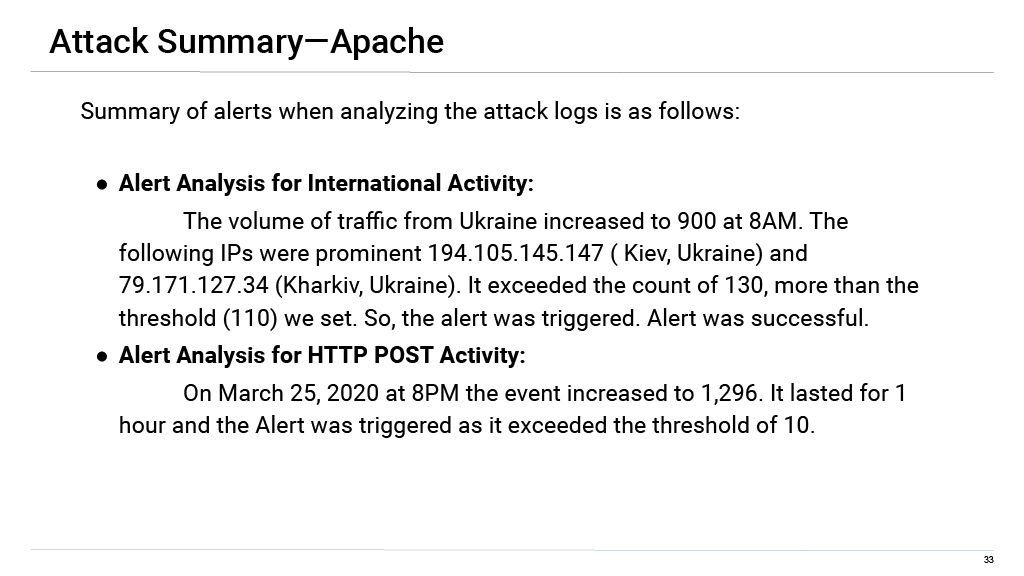 Attack Summary—Apache
Summary of alerts when analyzing the attack logs is as follows:
● Alert Analysis for International Activity:
The volume of traffic from Ukraine increased to 900 at 8AM. The
following IPs were prominent 194.105.145.147 ( Kiev, Ukraine) and
79.171.127.34 (Kharkiv, Ukraine). It exceeded the count of 130, more than the
threshold (110) we set. So, the alert was triggered. Alert was successful.
● Alert Analysis for HTTP POST Activity:
On March 25, 2020 at 8PM the event increased to 1,296. It lasted for 1
hour and the Alert was triggered as it exceeded the threshold of 10.
33